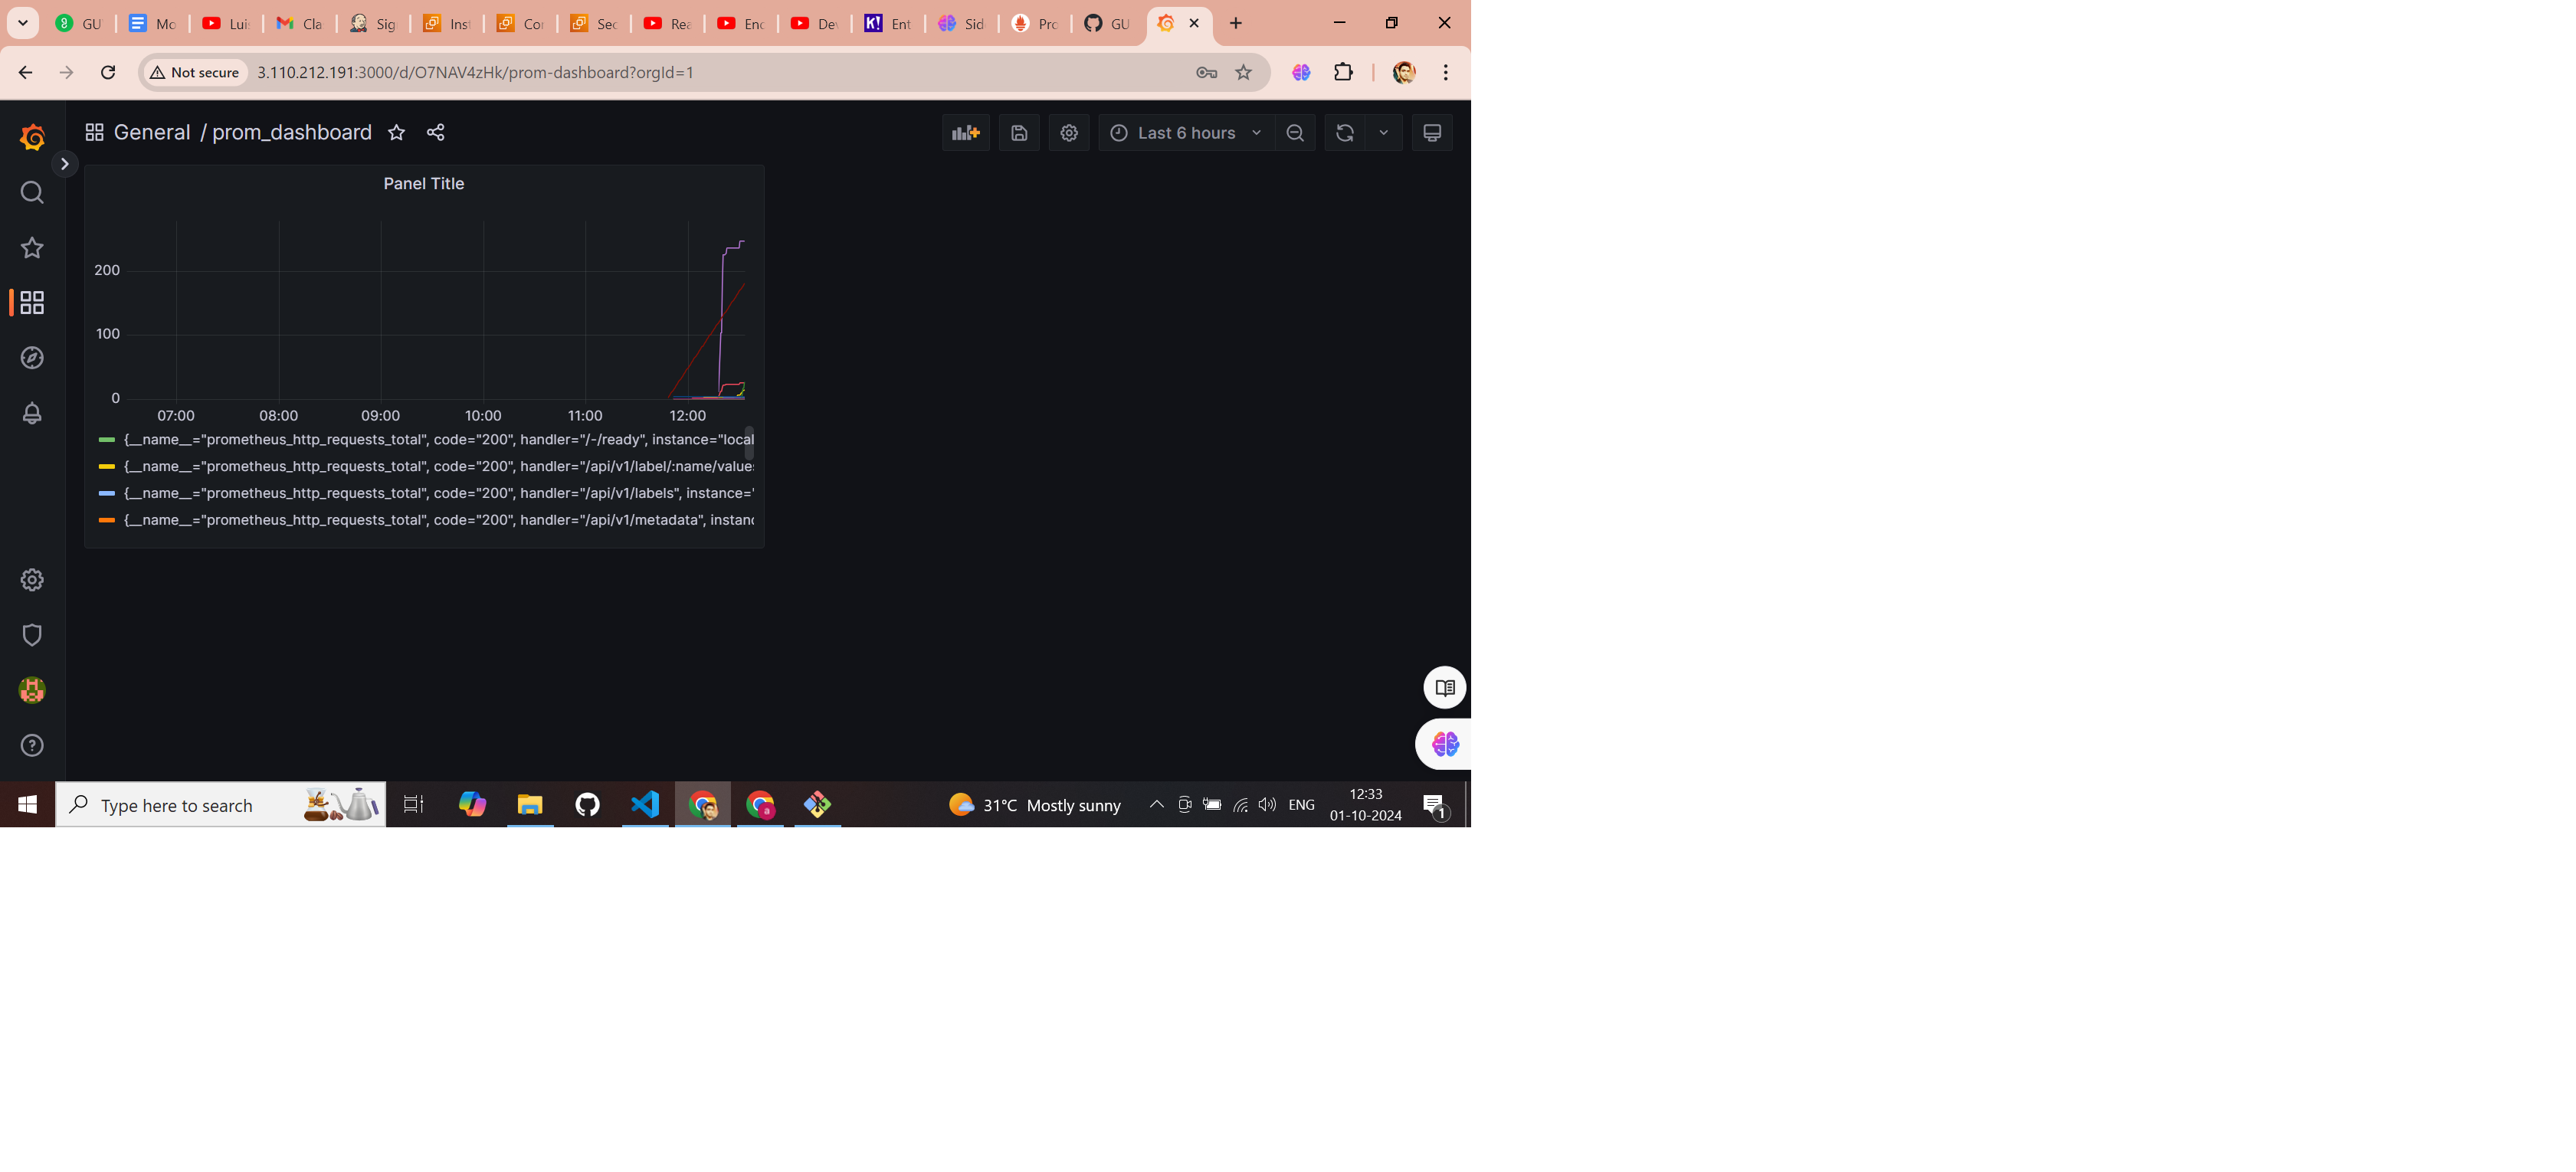 GU
Mo
Lui
Cla
Sig
Inst
Cor
Sec
Rea
Enc
Dev
K!
Ent
Sid
Pro
GU
Not secure
3.110.212.191:3000/d/O7NAV4zHk/prom-dashboard?orgId=1
General / prom_dashboard
Last 6 hours
Panel Title
200
100
0
07:00 08:00 09:00 10:00 11:00 12:00
{__name__="prometheus_http_requests_total", code="200", handler="/-/ready", instance="local
{__name__="prometheus_http_requests_total", code="200", handler="/api/v1/label/:name/values
{__name__="prometheus_http_requests_total", code="200", handler="/api/v1/labels", instance="
{__name__="prometheus_http_requests_total", code="200", handler="/api/v1/metadata", instanc
Type here to search
a
31°C Mostly sunny
ENG
12:33
01-10-2024
1